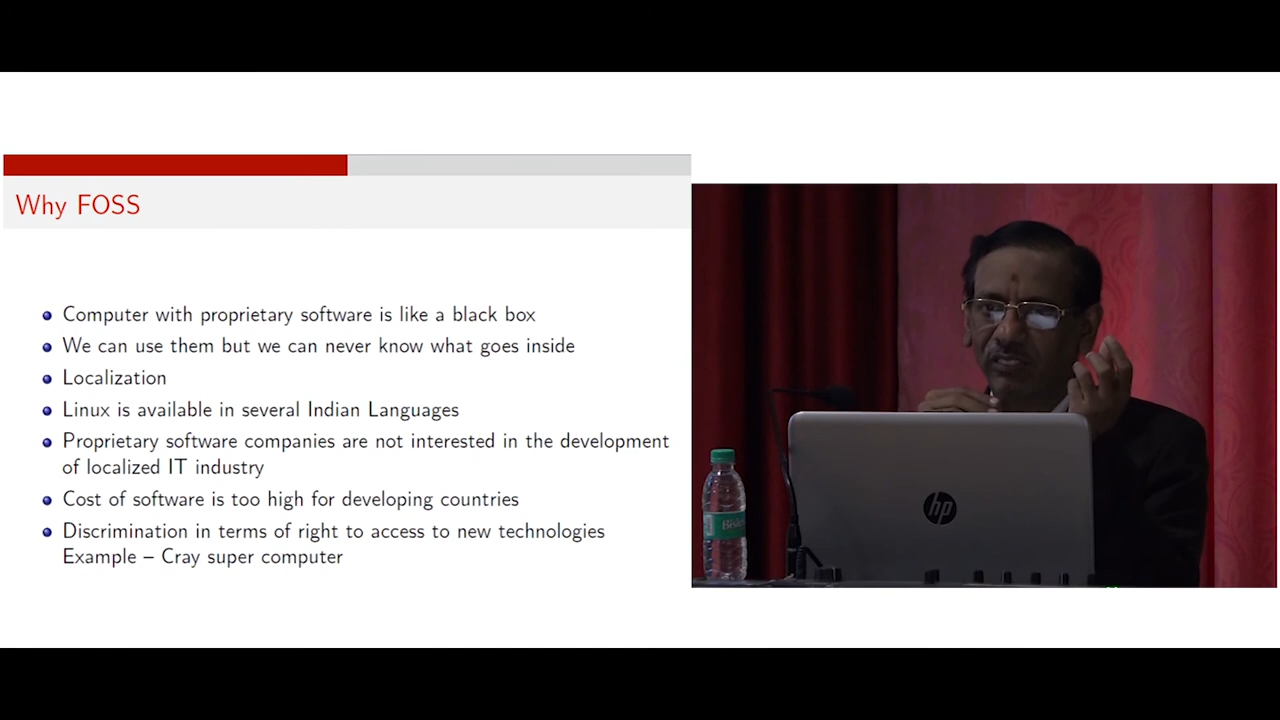 Why FOSS
Computer with proprietary software is like a black box
We can use them but we can never know what goes inside
Localization
Linux is available in several Indian Languages
Proprietary software companies are not interested in the development
of localized IT industry
Cost of software is too high for developing countries
Discrimination in terms of right to access to new technologies
Example – Cray super computer
hp